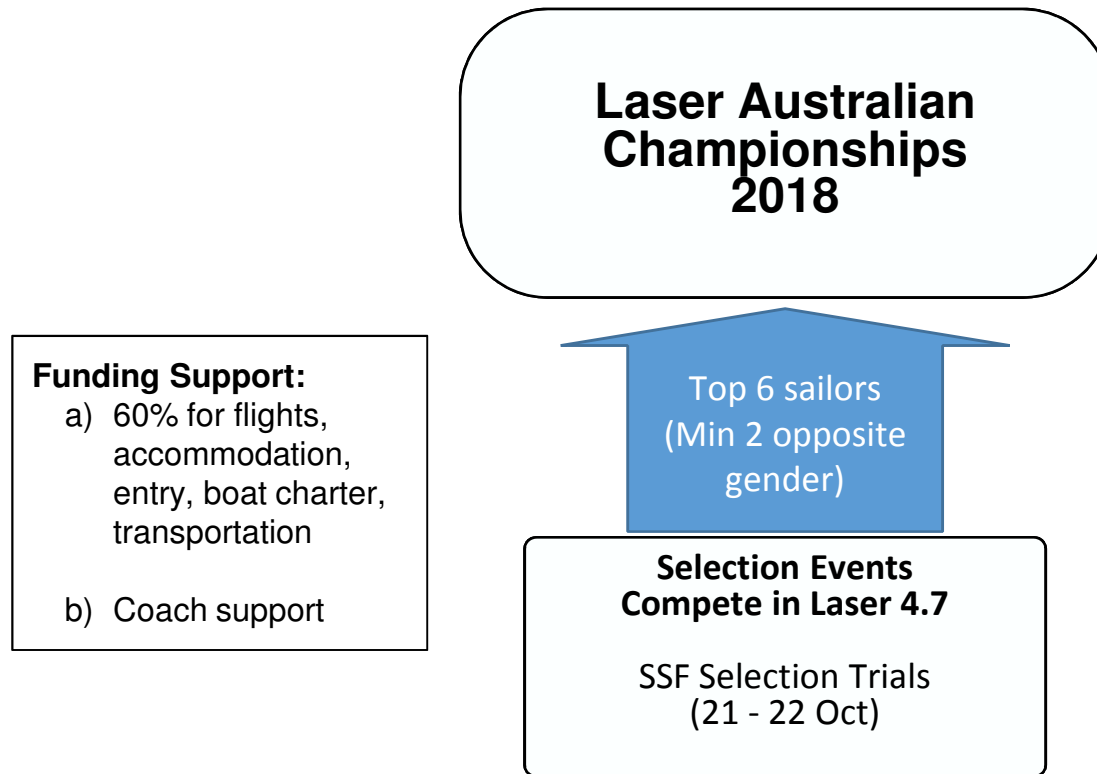 Laser Australian
Championships
2018
Funding Support:
a) 60% for flights,
accommodation,
entry, boat charter,
transportation
b) Coach support
Top 6 sailors
(Min 2 opposite
gender)
Selection Events
Compete in Laser 4.7
SSF Selection Trials
(21 - 22 Oct)